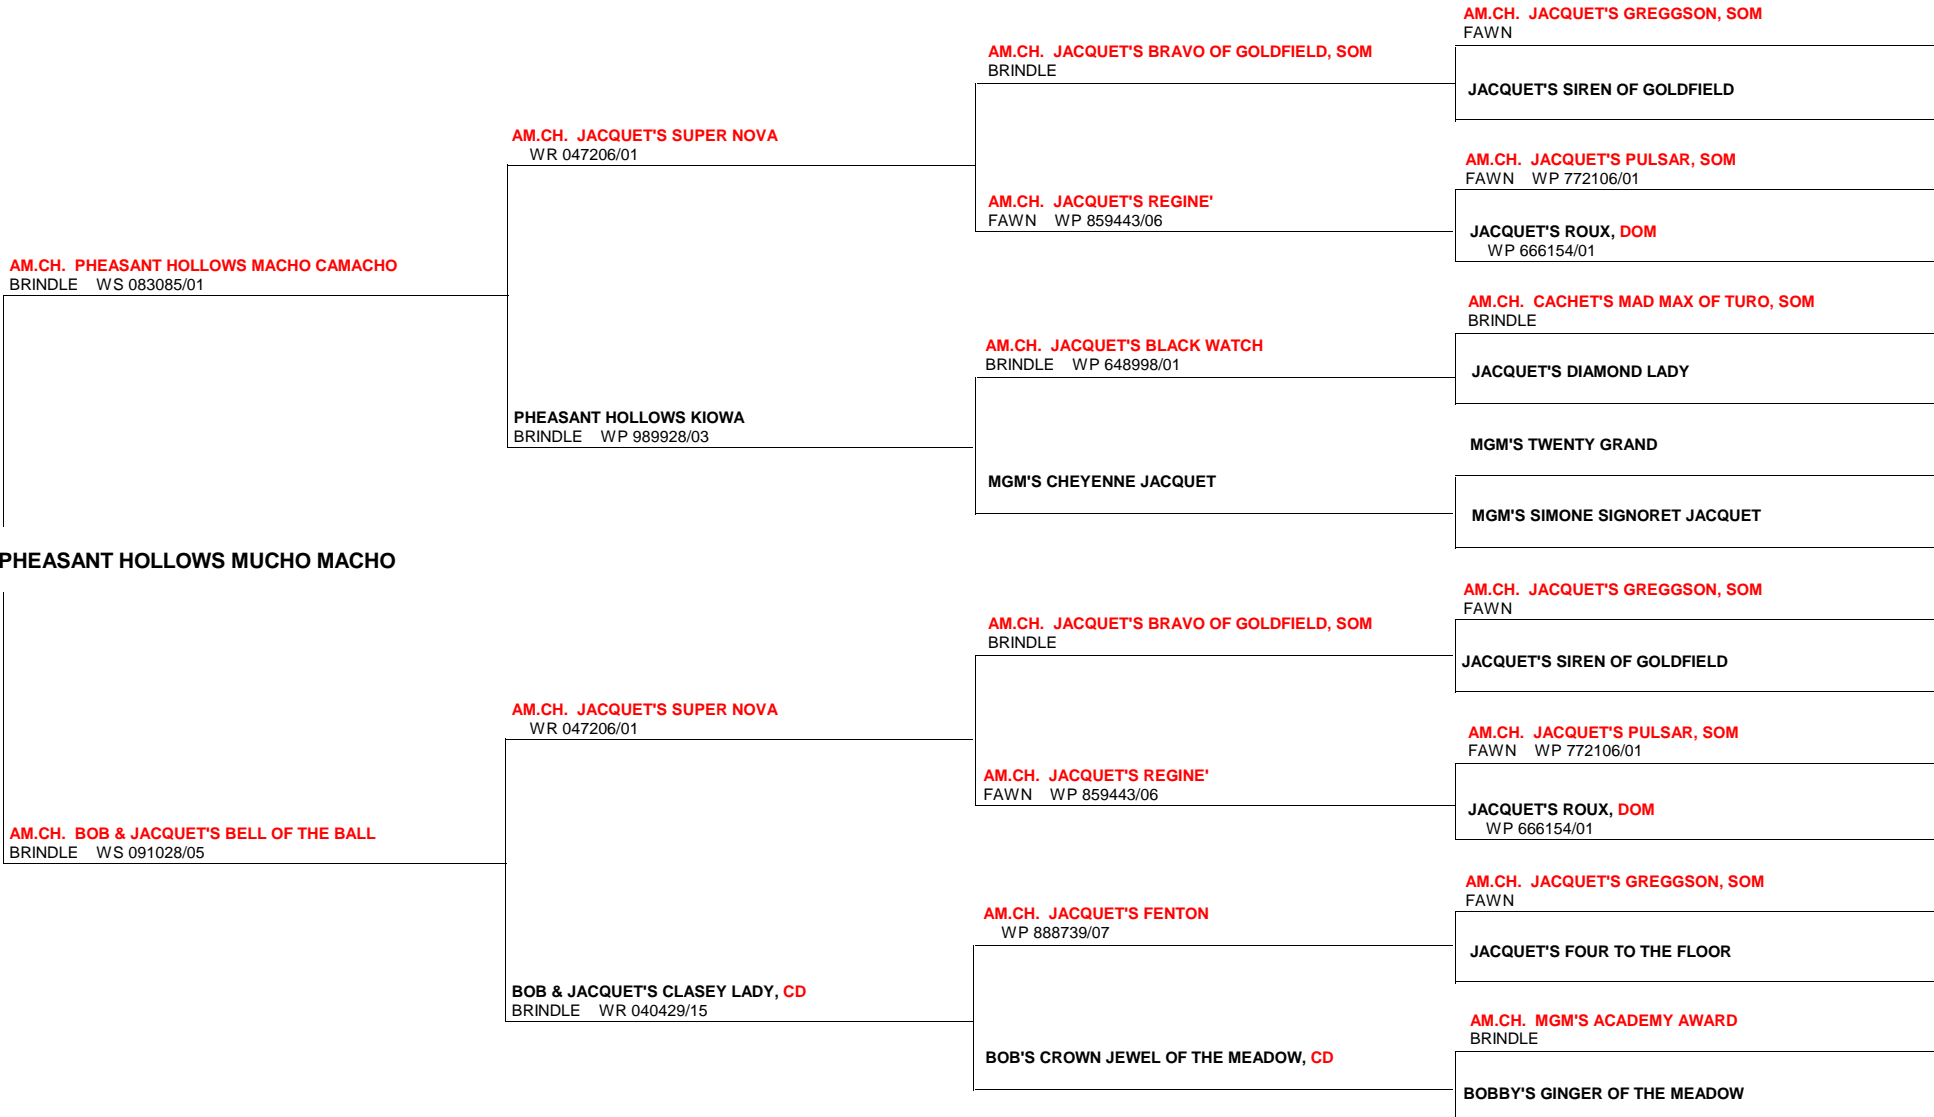 AM.CH. JACQUET'S GREGGSON, SOM
FAWN
AM.CH. JACQUET'S BRAVO OF GOLDFIELD, SOM
BRINDLE
JACQUET'S SIREN OF GOLDFIELD
AM.CH. JACQUET'S SUPER NOVA
WR 047206/01
AM.CH. JACQUET'S PULSAR, SOM
FAWN WP 772106/01
AM.CH. JACQUET'S REGINE'
FAWN WP 859443/06
JACQUET'S ROUX, DOM
WP 666154/01
AM.CH. PHEASANT HOLLOWS MACHO CAMACHO
BRINDLE WS 083085/01
AM.CH. CACHET'S MAD MAX OF TURO, SOM
BRINDLE
AM.CH. JACQUET'S BLACK WATCH
BRINDLE WP 648998/01
JACQUET'S DIAMOND LADY
PHEASANT HOLLOWS KIOWA
BRINDLE WP 989928/03
MGM'S TWENTY GRAND
MGM'S CHEYENNE JACQUET
MGM'S SIMONE SIGNORET JACQUET
PHEASANT HOLLOWS MUCHO MACHO
AM.CH. JACQUET'S GREGGSON, SOM
FAWN
AM.CH. JACQUET'S BRAVO OF GOLDFIELD, SOM
BRINDLE
JACQUET'S SIREN OF GOLDFIELD
AM.CH. JACQUET'S SUPER NOVA
WR 047206/01
AM.CH. JACQUET'S PULSAR, SOM
FAWN WP 772106/01
AM.CH. JACQUET'S REGINE'
FAWN WP 859443/06
JACQUET'S ROUX, DOM
WP 666154/01
AM.CH. BOB & JACQUET'S BELL OF THE BALL
BRINDLE WS 091028/05
AM.CH. JACQUET'S GREGGSON, SOM
FAWN
AM.CH. JACQUET'S FENTON
WP 888739/07
JACQUET'S FOUR TO THE FLOOR
BOB & JACQUET'S CLASEY LADY, CD
BRINDLE WR 040429/15
AM.CH. MGM'S ACADEMY AWARD
BRINDLE
BOB'S CROWN JEWEL OF THE MEADOW, CD
BOBBY'S GINGER OF THE MEADOW